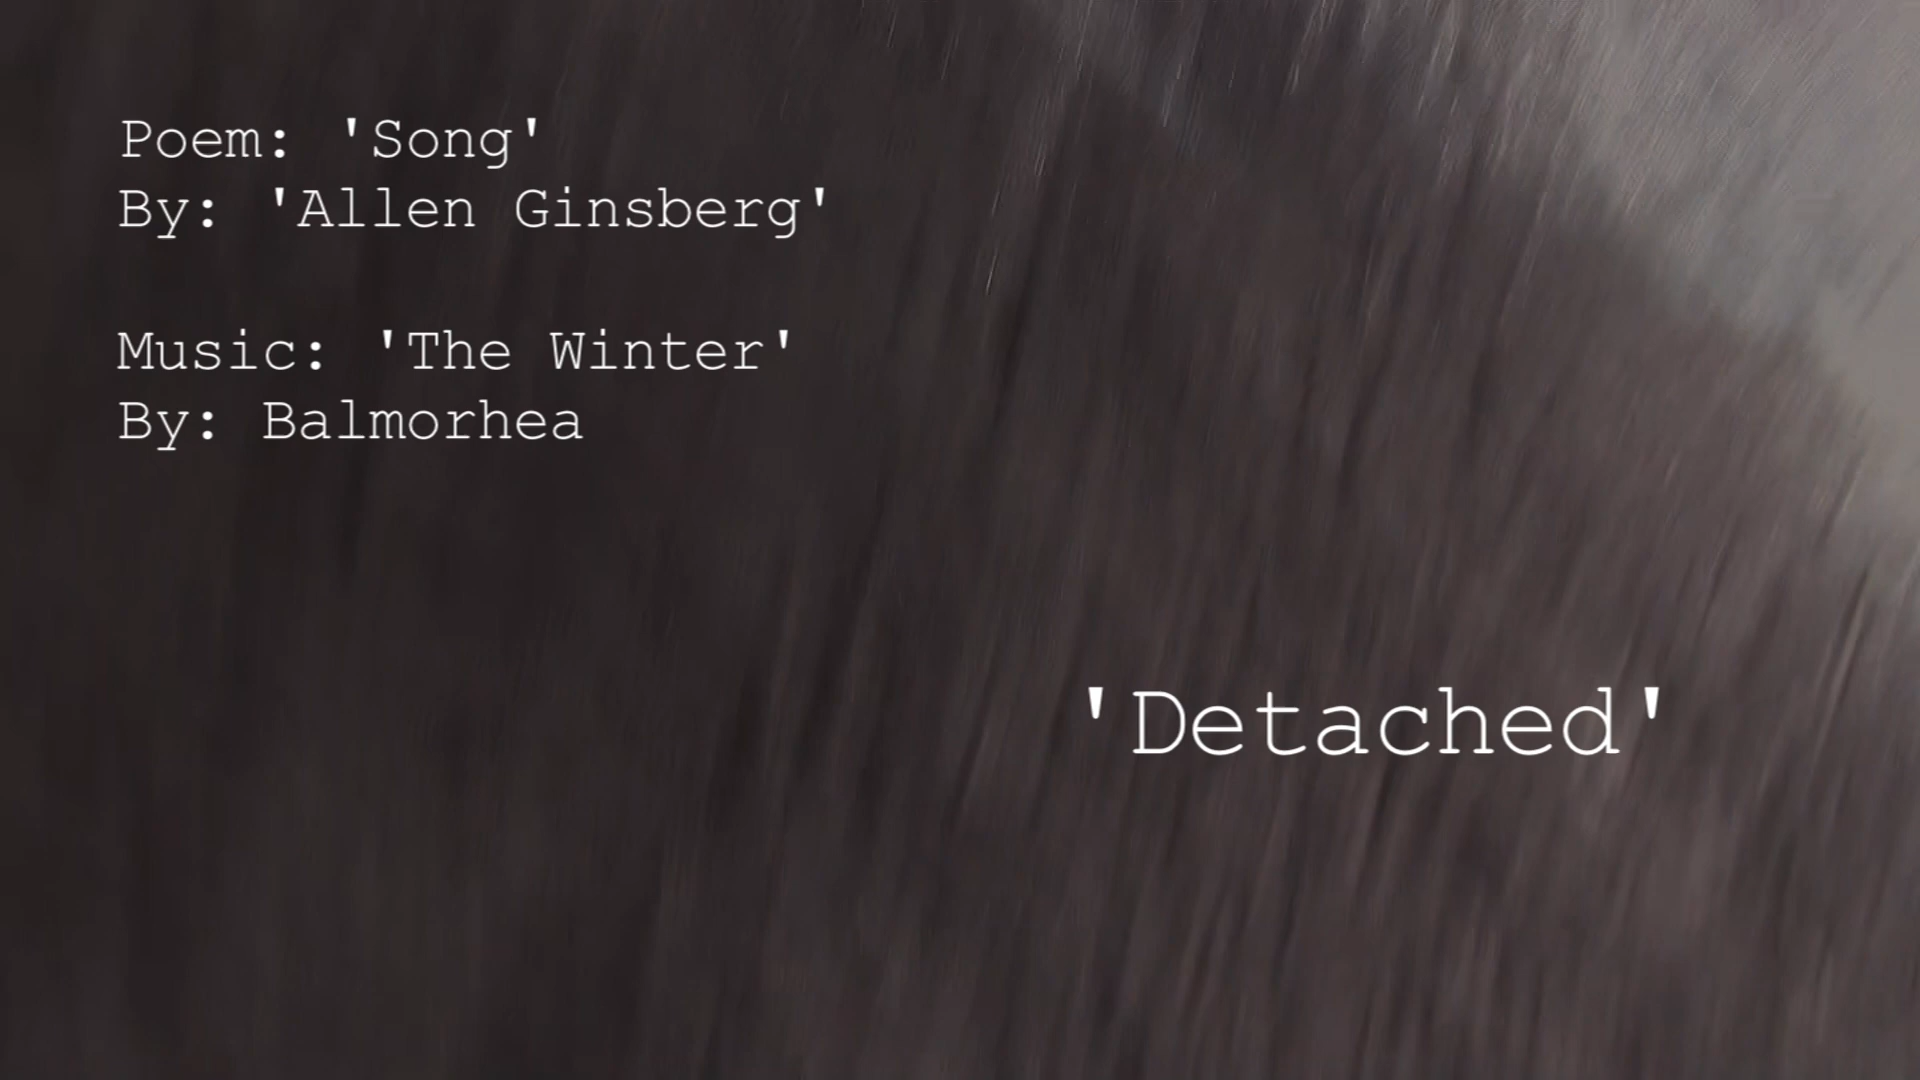 Poem: 'Song'
By: 'Allen Ginsberg'
Music: 'The Winter'
By: Balmorhea
'Detached'